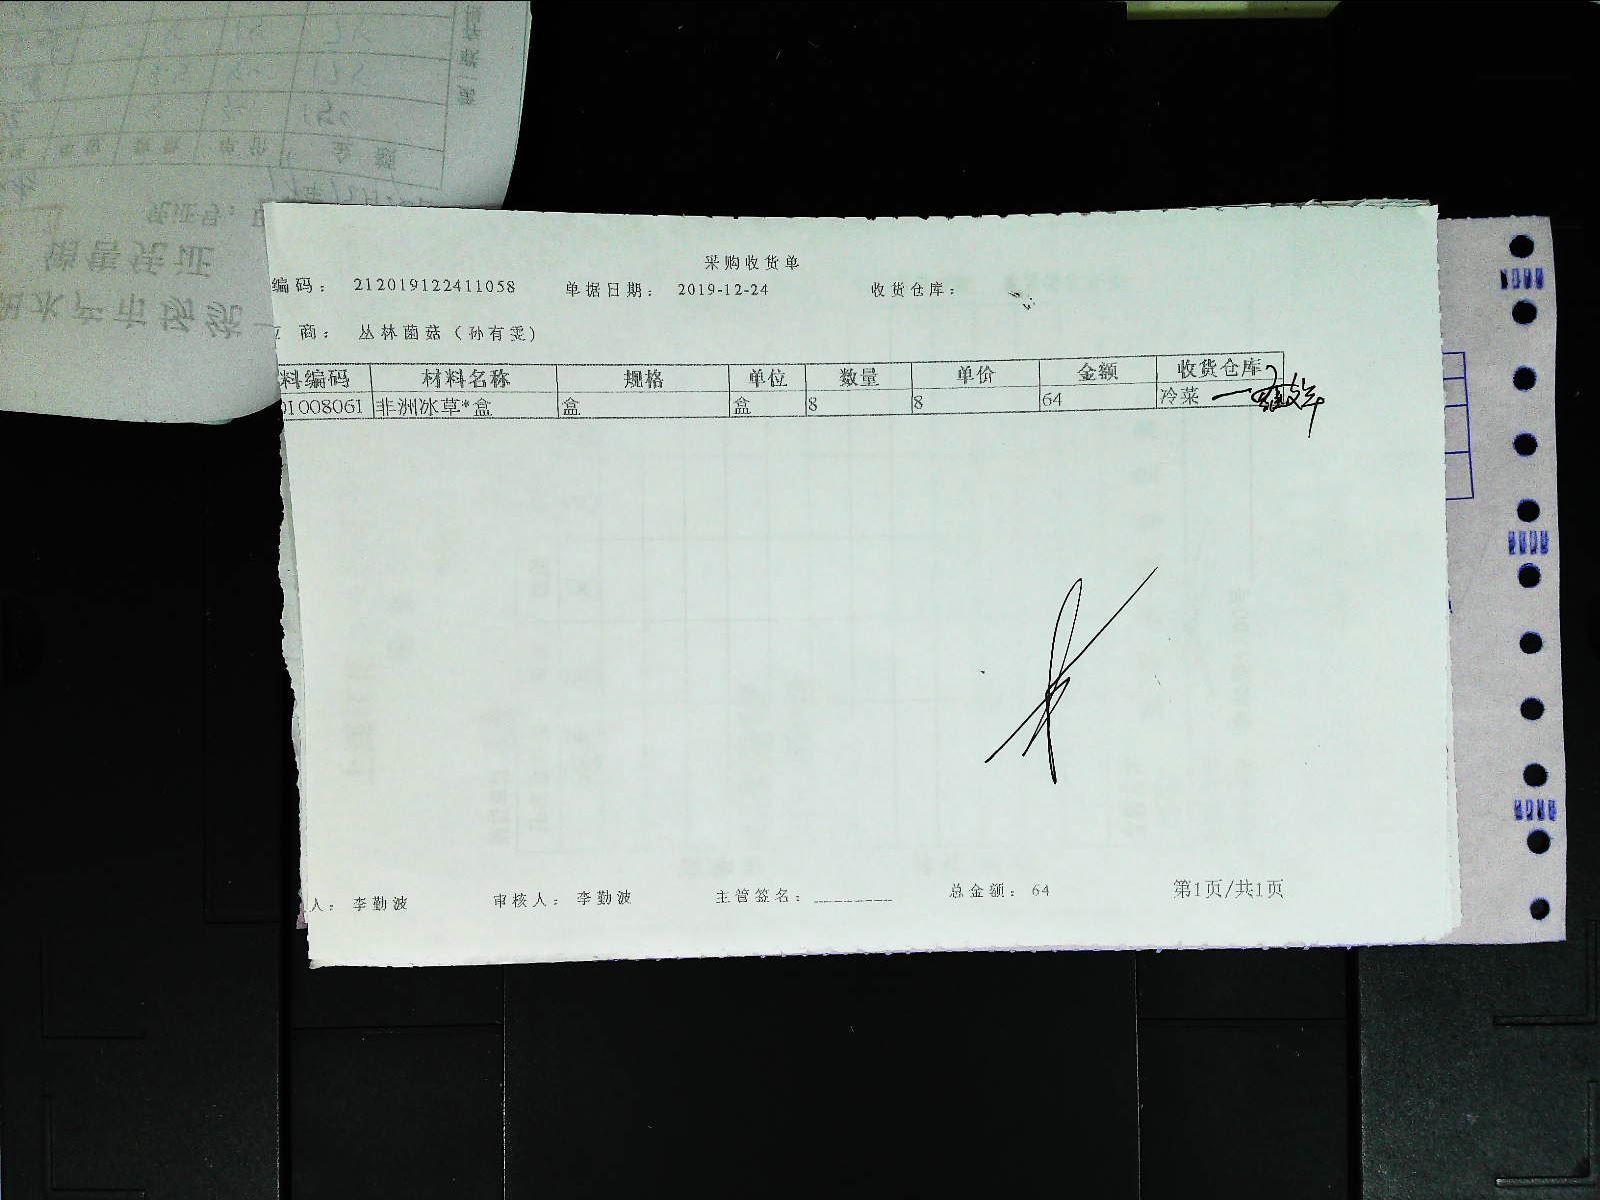 采购收货单
编码： 212019122411058 单据日期： 2019-12-24 收货仓库：
商： 丛林菌菇（孙有雯）
料编码 材料名称 规格 单位 数量 单价 金额 收货仓库
01008061 非洲冰草*盒 盒 盒 8 8 64 冷菜
人： 李勤波 审核人： 李勤波 主管签名：________ 总金额： 64 第1页/共1页